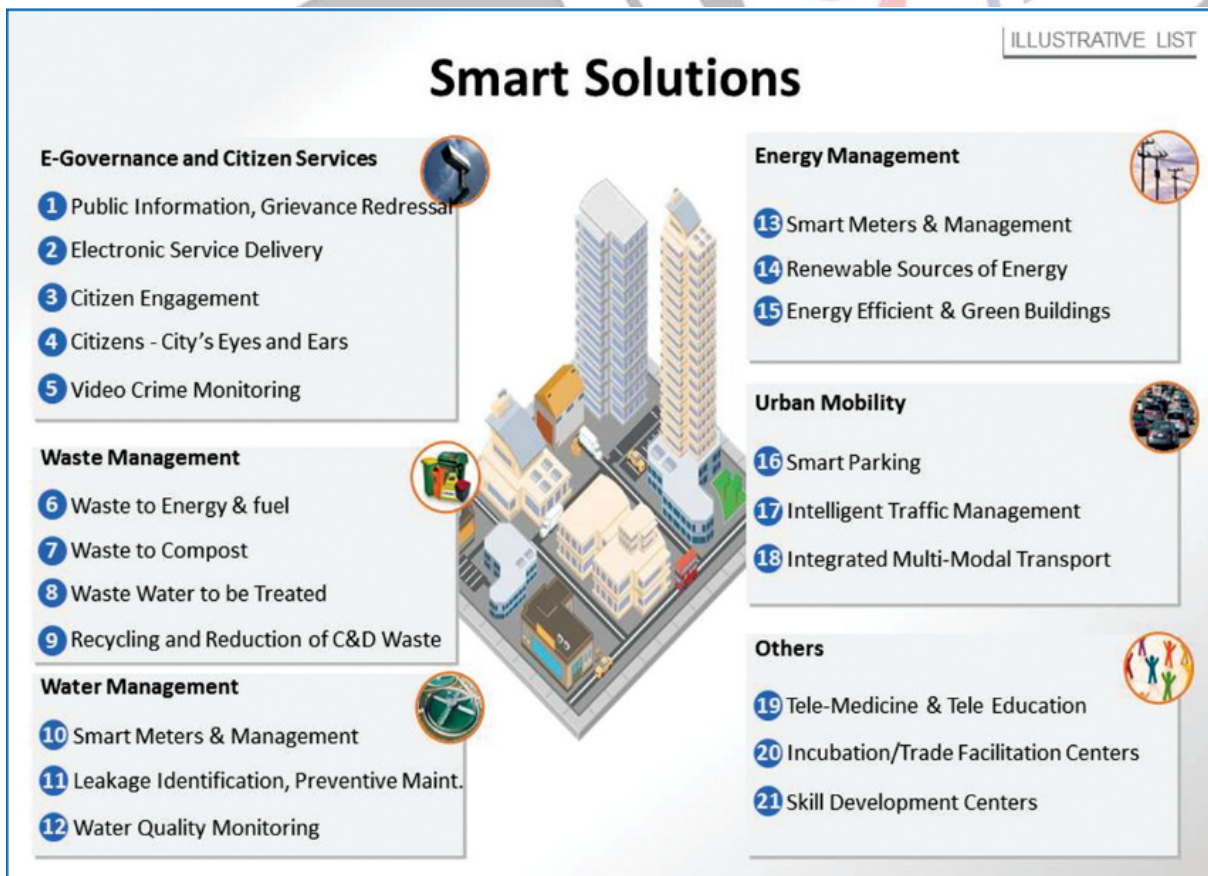 ILLUSTRATIVE LIST
Smart Solutions
E-Governance and Citizen Services
1 Public Information, Grievance Redressal
2 Electronic Service Delivery
3 Citizen Engagement
4 Citizens - City's Eyes and Ears
5 Video Crime Monitoring
Waste Management
6 Waste to Energy & fuel
7 Waste to Compost
8 Waste Water to be Treated
9 Recycling and Reduction of C&D Waste
Water Management
10 Smart Meters & Management
11 Leakage Identification, Preventive Maint.
12 Water Quality Monitoring
Energy Management
13 Smart Meters & Management
14 Renewable Sources of Energy
15 Energy Efficient & Green Buildings
Urban Mobility
16 Smart Parking
17 Intelligent Traffic Management
18 Integrated Multi-Modal Transport
Others
19 Tele-Medicine & Tele Education
20 Incubation/Trade Facilitation Centers
21 Skill Development Centers